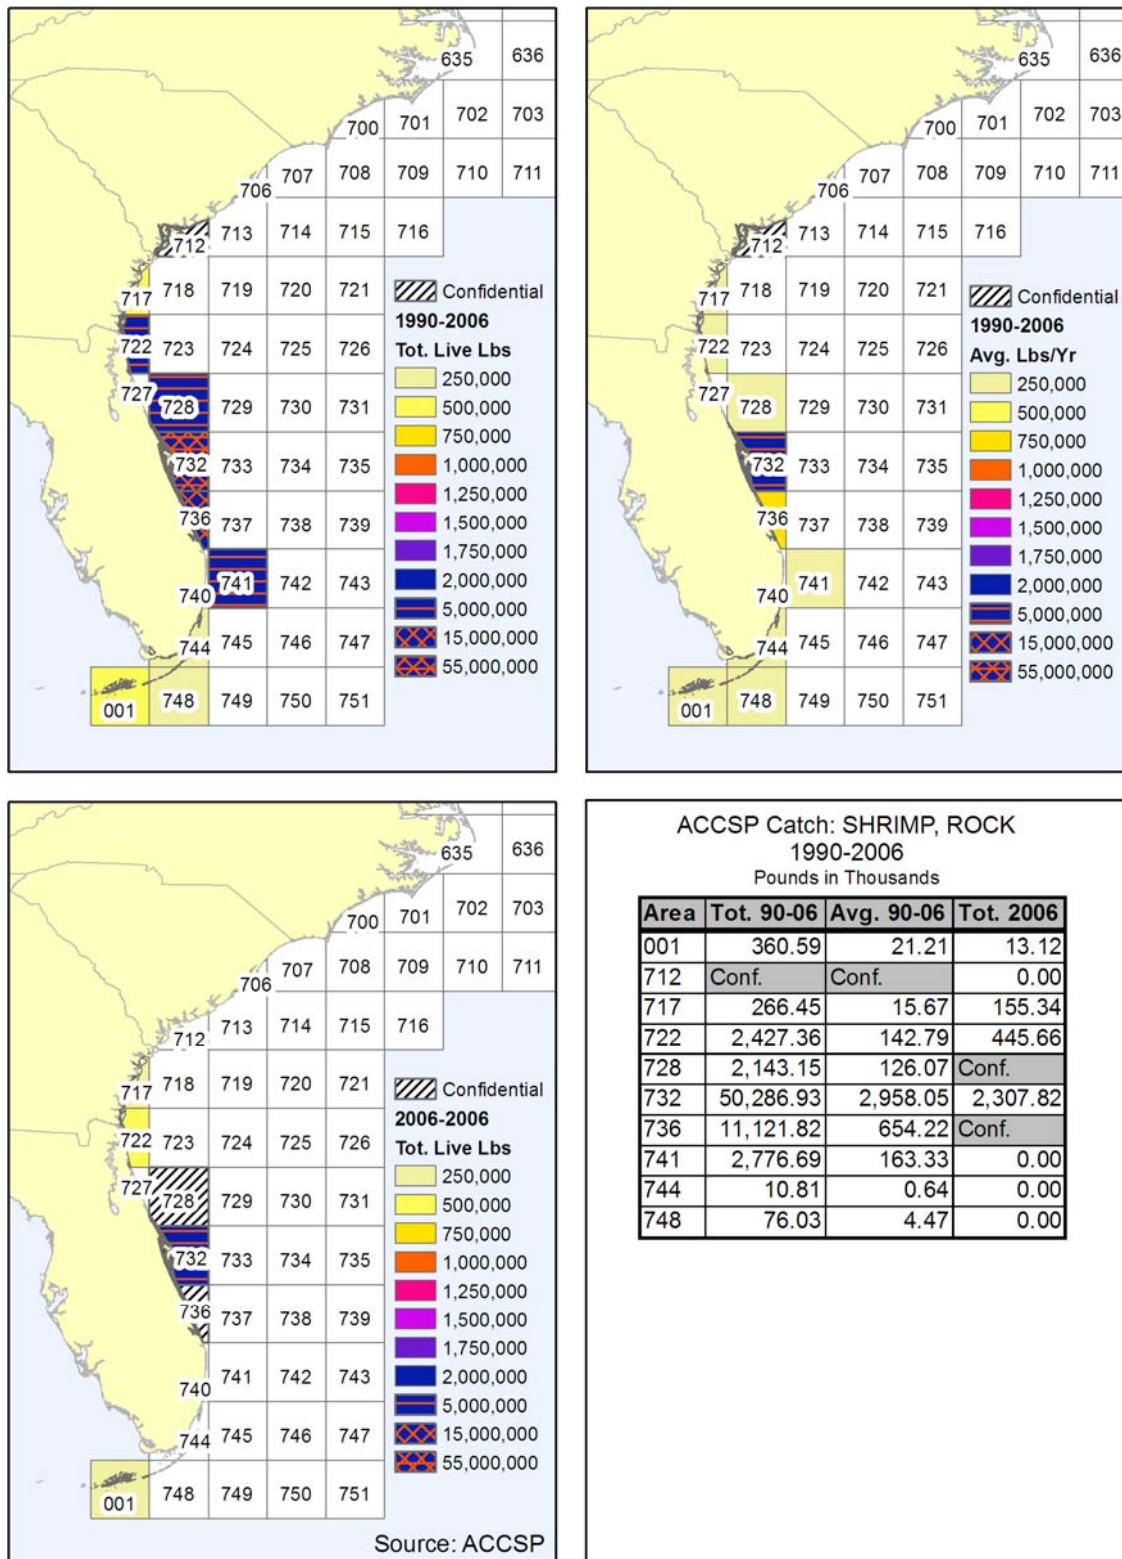 635 636
700 701 702 703
706 707 708 709 710 711
712 713 714 715 716
717 718 719 720 721
722 723 724 725 726
727 728 729 730 731
732 733 734 735
736 737 738 739
740 741 742 743
744 745 746 747
001 748 749 750 751
Confidential
1990-2006
Tot. Live Lbs
250,000
500,000
750,000
1,000,000
1,250,000
1,500,000
1,750,000
2,000,000
5,000,000
15,000,000
55,000,000
635 636
700 701 702 703
706 707 708 709 710 711
712 713 714 715 716
717 718 719 720 721
722 723 724 725 726
727 728 729 730 731
732 733 734 735
736 737 738 739
740 741 742 743
744 745 746 747
001 748 749 750 751
Confidential
1990-2006
Avg. Lbs/Yr
250,000
500,000
750,000
1,000,000
1,250,000
1,500,000
1,750,000
2,000,000
5,000,000
15,000,000
55,000,000
635 636
700 701 702 703
706 707 708 709 710 711
712 713 714 715 716
717 718 719 720 721
722 723 724 725 726
727 728 729 730 731
732 733 734 735
736 737 738 739
740 741 742 743
744 745 746 747
001 748 749 750 751
Confidential
2006-2006
Tot. Live Lbs
250,000
500,000
750,000
1,000,000
1,250,000
1,500,000
1,750,000
2,000,000
5,000,000
15,000,000
55,000,000
Source: ACCSP
ACCSP Catch: SHRIMP, ROCK
1990-2006
Pounds in Thousands
Area Tot. 90-06 Avg. 90-06 Tot. 2006
001 360.59 21.21 13.12
712 Conf. Conf. 0.00
717 266.45 15.67 155.34
722 2,427.36 142.79 445.66
728 2,143.15 126.07 Conf.
732 50,286.93 2,958.05 2,307.82
736 11,121.82 654.22 Conf.
741 2,776.69 163.33 0.00
744 10.81 0.64 0.00
748 76.03 4.47 0.00